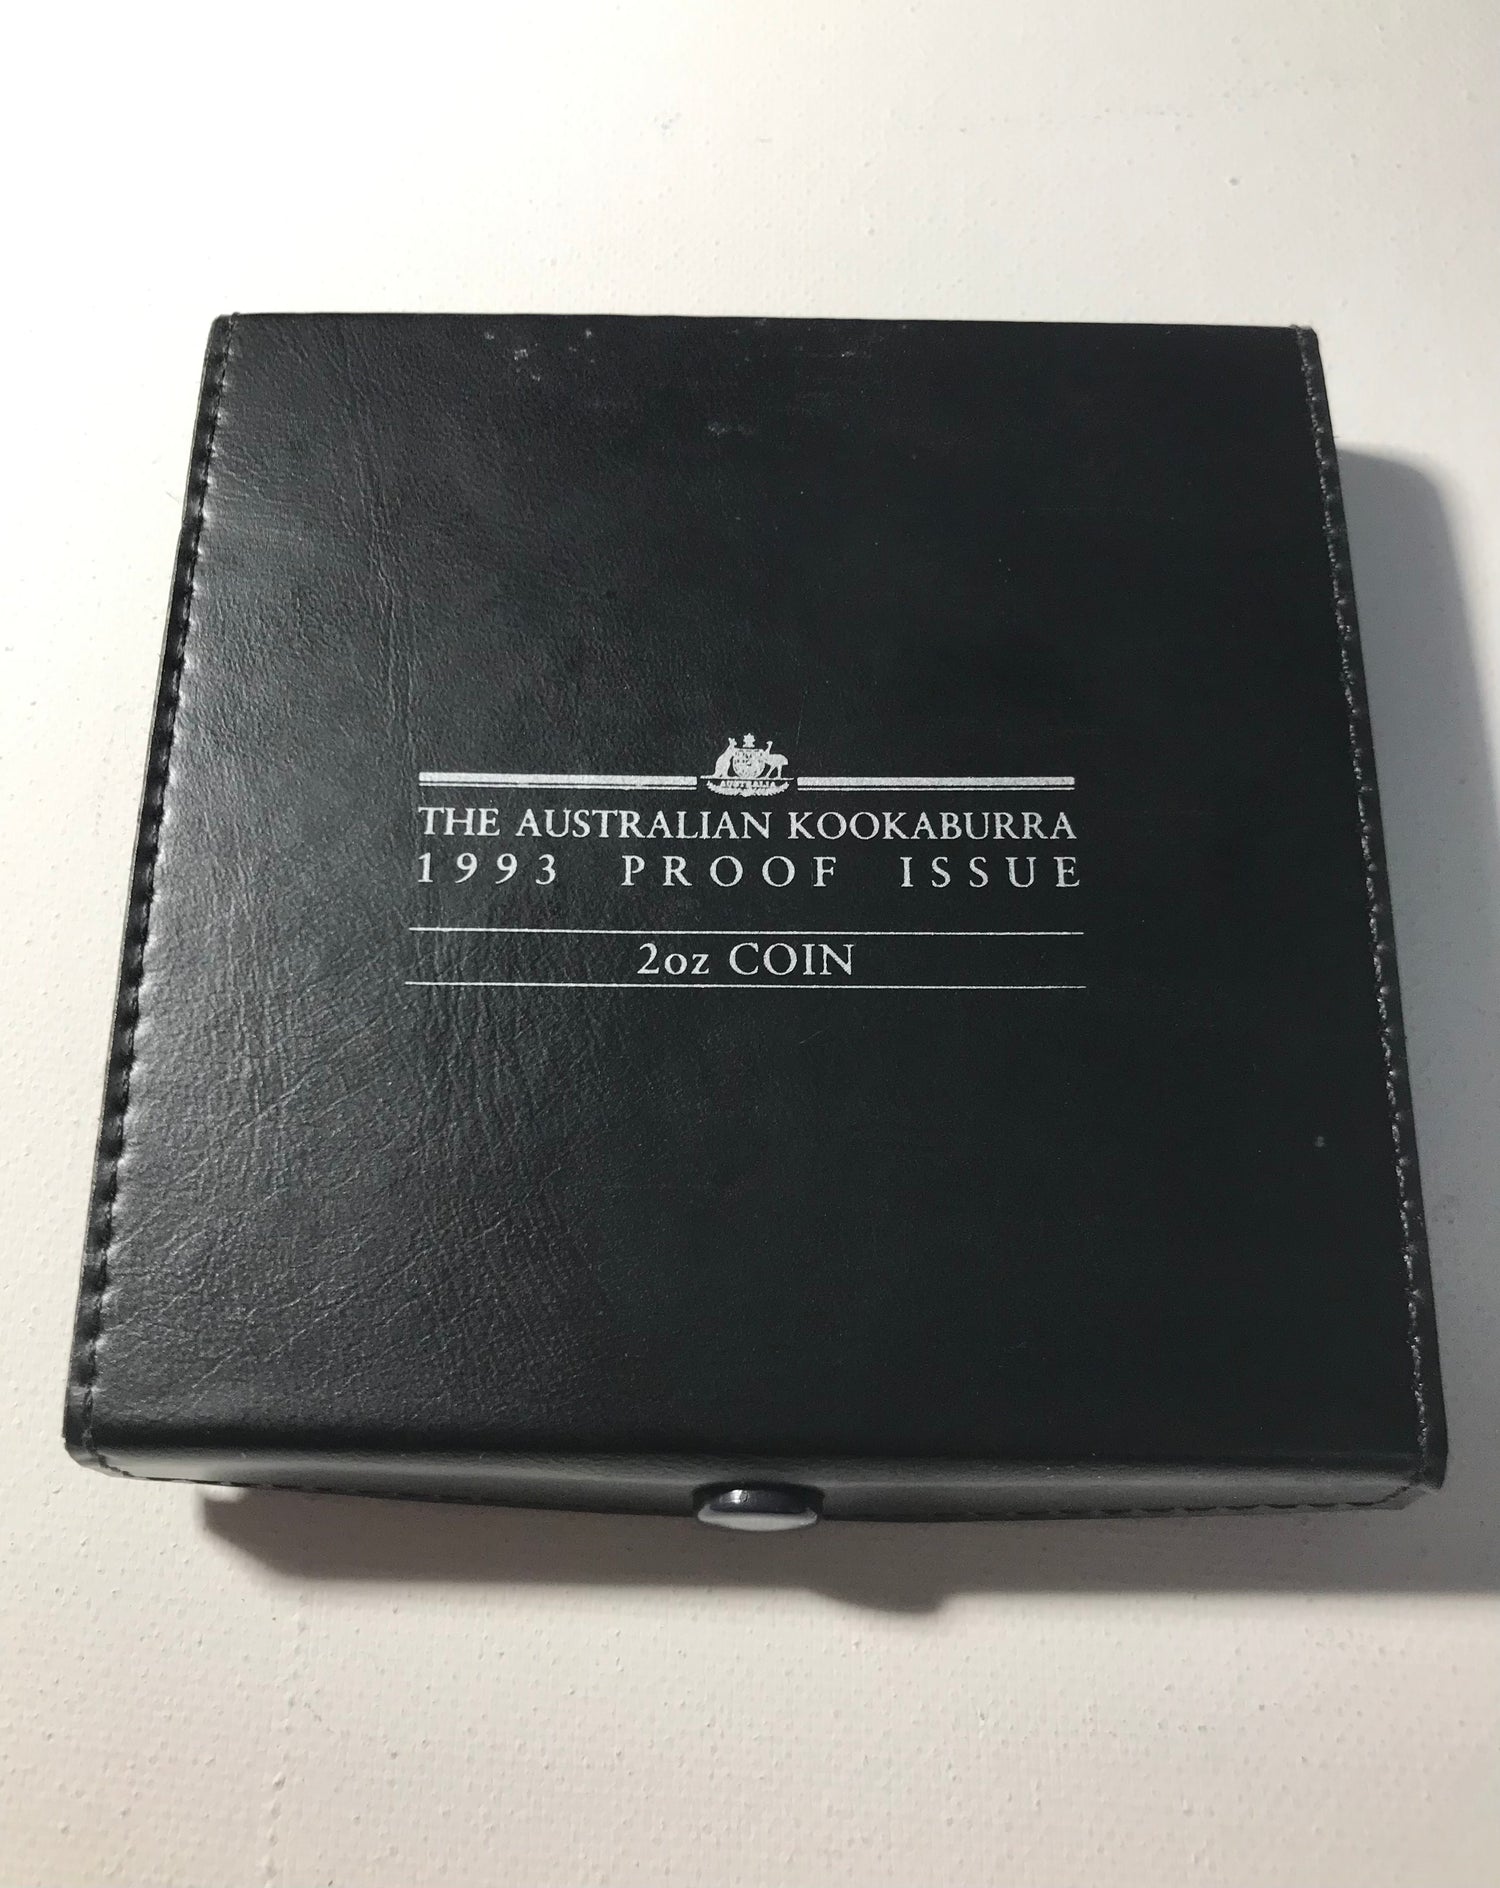 AUSTRALIA
THE AUSTRALIAN KOOKABURRA
1993 PROOF ISSUE
2oz COIN